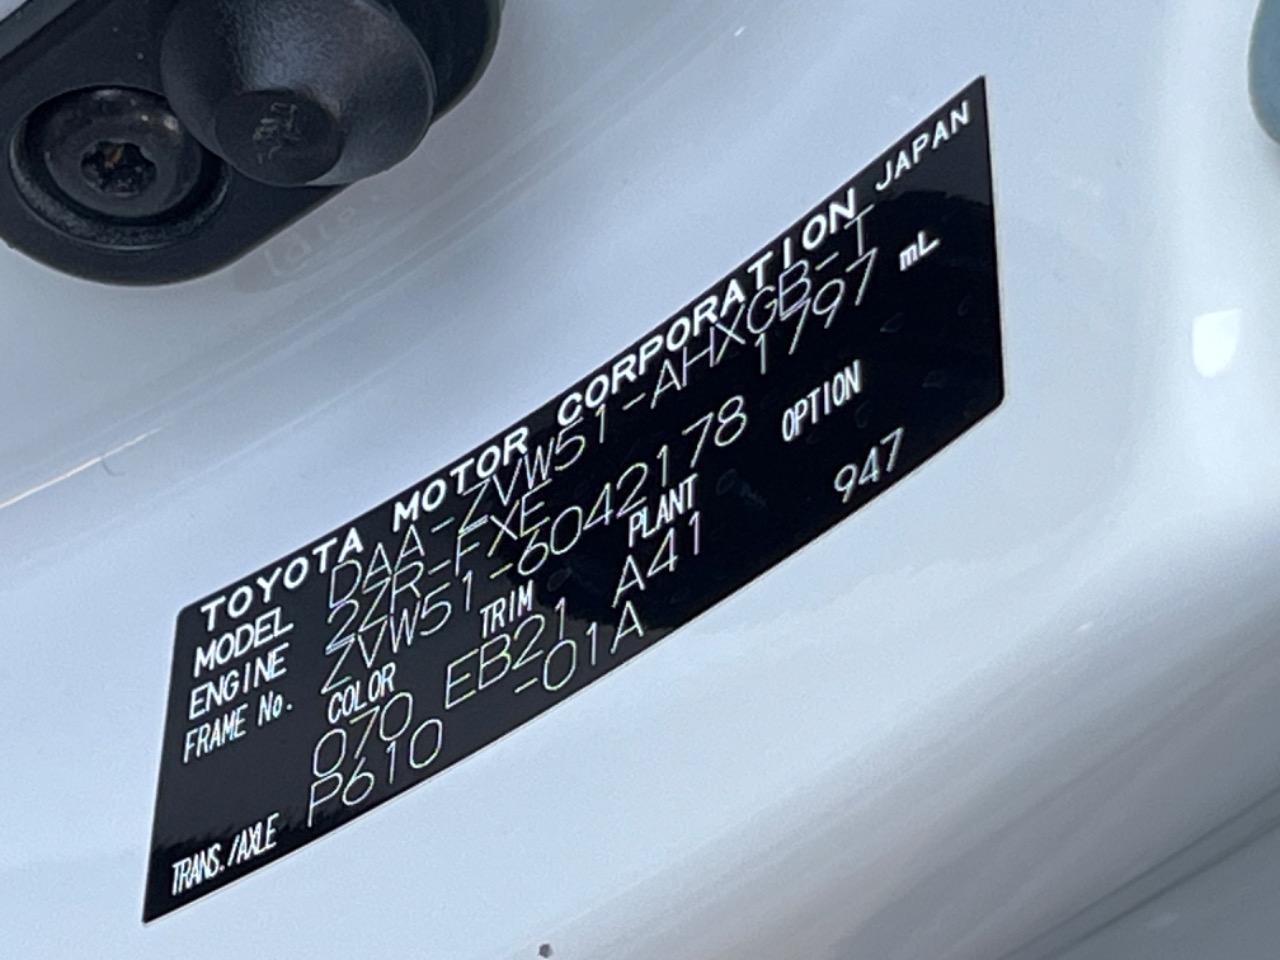 TOYOTA MOTOR CORPORATION JAPAN
MODEL DAA-ZVW51-AHXGB-T
ENGINE 2ZR-FXE 1797 mL
FRAME No. ZVW51-6042178
COLOR TRIM PLANT OPTION
070 EB21 A41 947
TRANS./AXLE P610 -01A